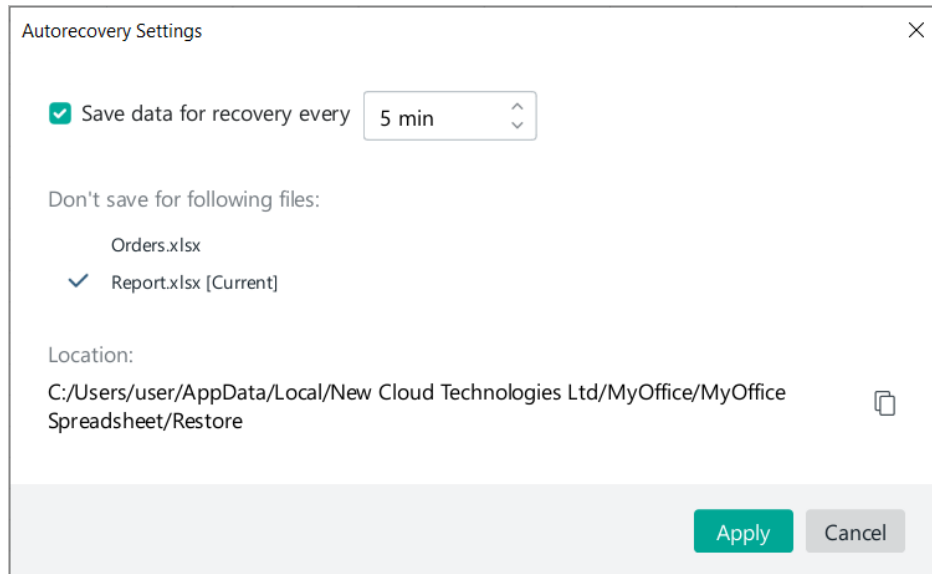 Autorecovery Settings
Save data for recovery every 5 min
Don't save for following files:
Orders.xlsx
Report.xlsx [Current]
Location:
C:/Users/user/AppData/Local/New Cloud Technologies Ltd/MyOffice/MyOffice
Spreadsheet/Restore
Apply Cancel